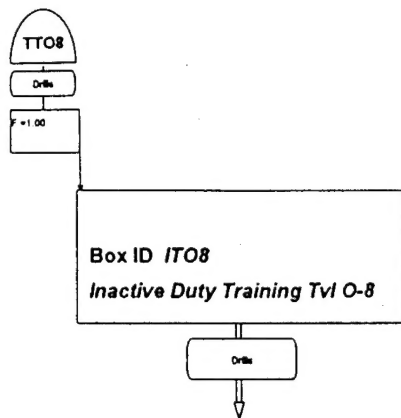 TTO8
Drills
F =1.00
Box ID ITO8
Inactive Duty Training Tvl O-8
Drills